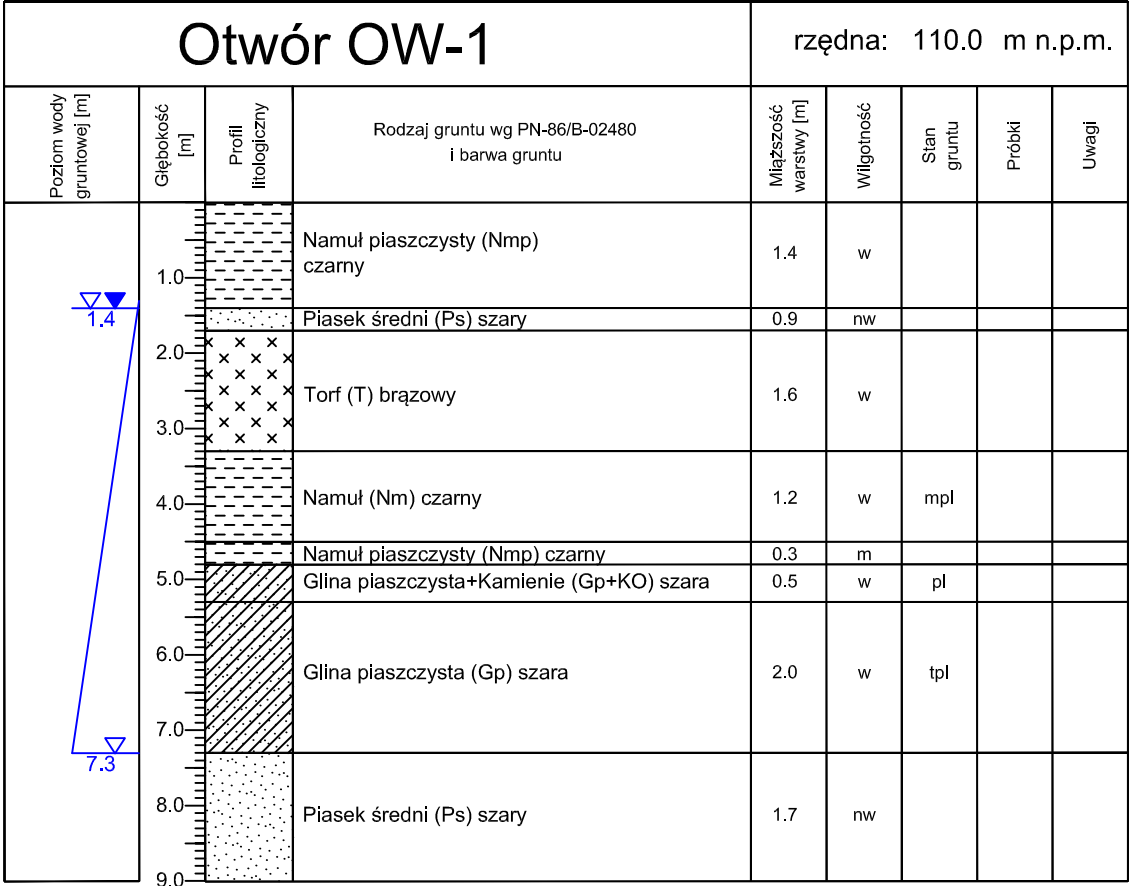 Otwór OW-1
rzędna: 110.0 m n.p.m.
Poziom wody
gruntowej [m]
Głębokość
[m]
Profil
litologiczny
Rodzaj gruntu wg PN-86/B-02480
i barwa gruntu
Miąższość
warstwy [m]
Wilgotność
Stan
gruntu
Próbki
Uwagi
Namuł piaszczysty (Nmp)
czarny
1.4
w
1.0
1.4
Piasek średni (Ps) szary
0.9
nw
2.0
Torf (T) brązowy
1.6
w
3.0
Namuł (Nm) czarny
1.2
w
mpl
4.0
Namuł piaszczysty (Nmp) czarny
0.3
m
5.0
Glina piaszczysta+Kamienie (Gp+KO) szara
0.5
w
pl
6.0
Glina piaszczysta (Gp) szara
2.0
w
tpl
7.0
7.3
8.0
Piasek średni (Ps) szary
1.7
nw
9.0